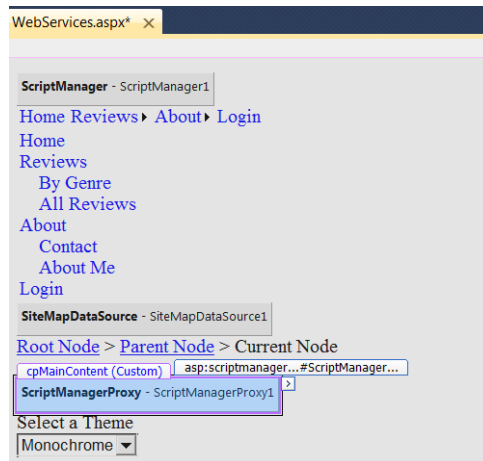 WebServices.aspx* ×
ScriptManager - ScriptManager1
Home Reviews About Login
Home
Reviews
By Genre
All Reviews
About
Contact
About Me
Login
SiteMapDataSource - SiteMapDataSource1
Root Node > Parent Node > Current Node
cpMainContent (Custom) asp:scriptmanager...#ScriptManager...
ScriptManagerProxy - ScriptManagerProxy1
Select a Theme
Monochrome